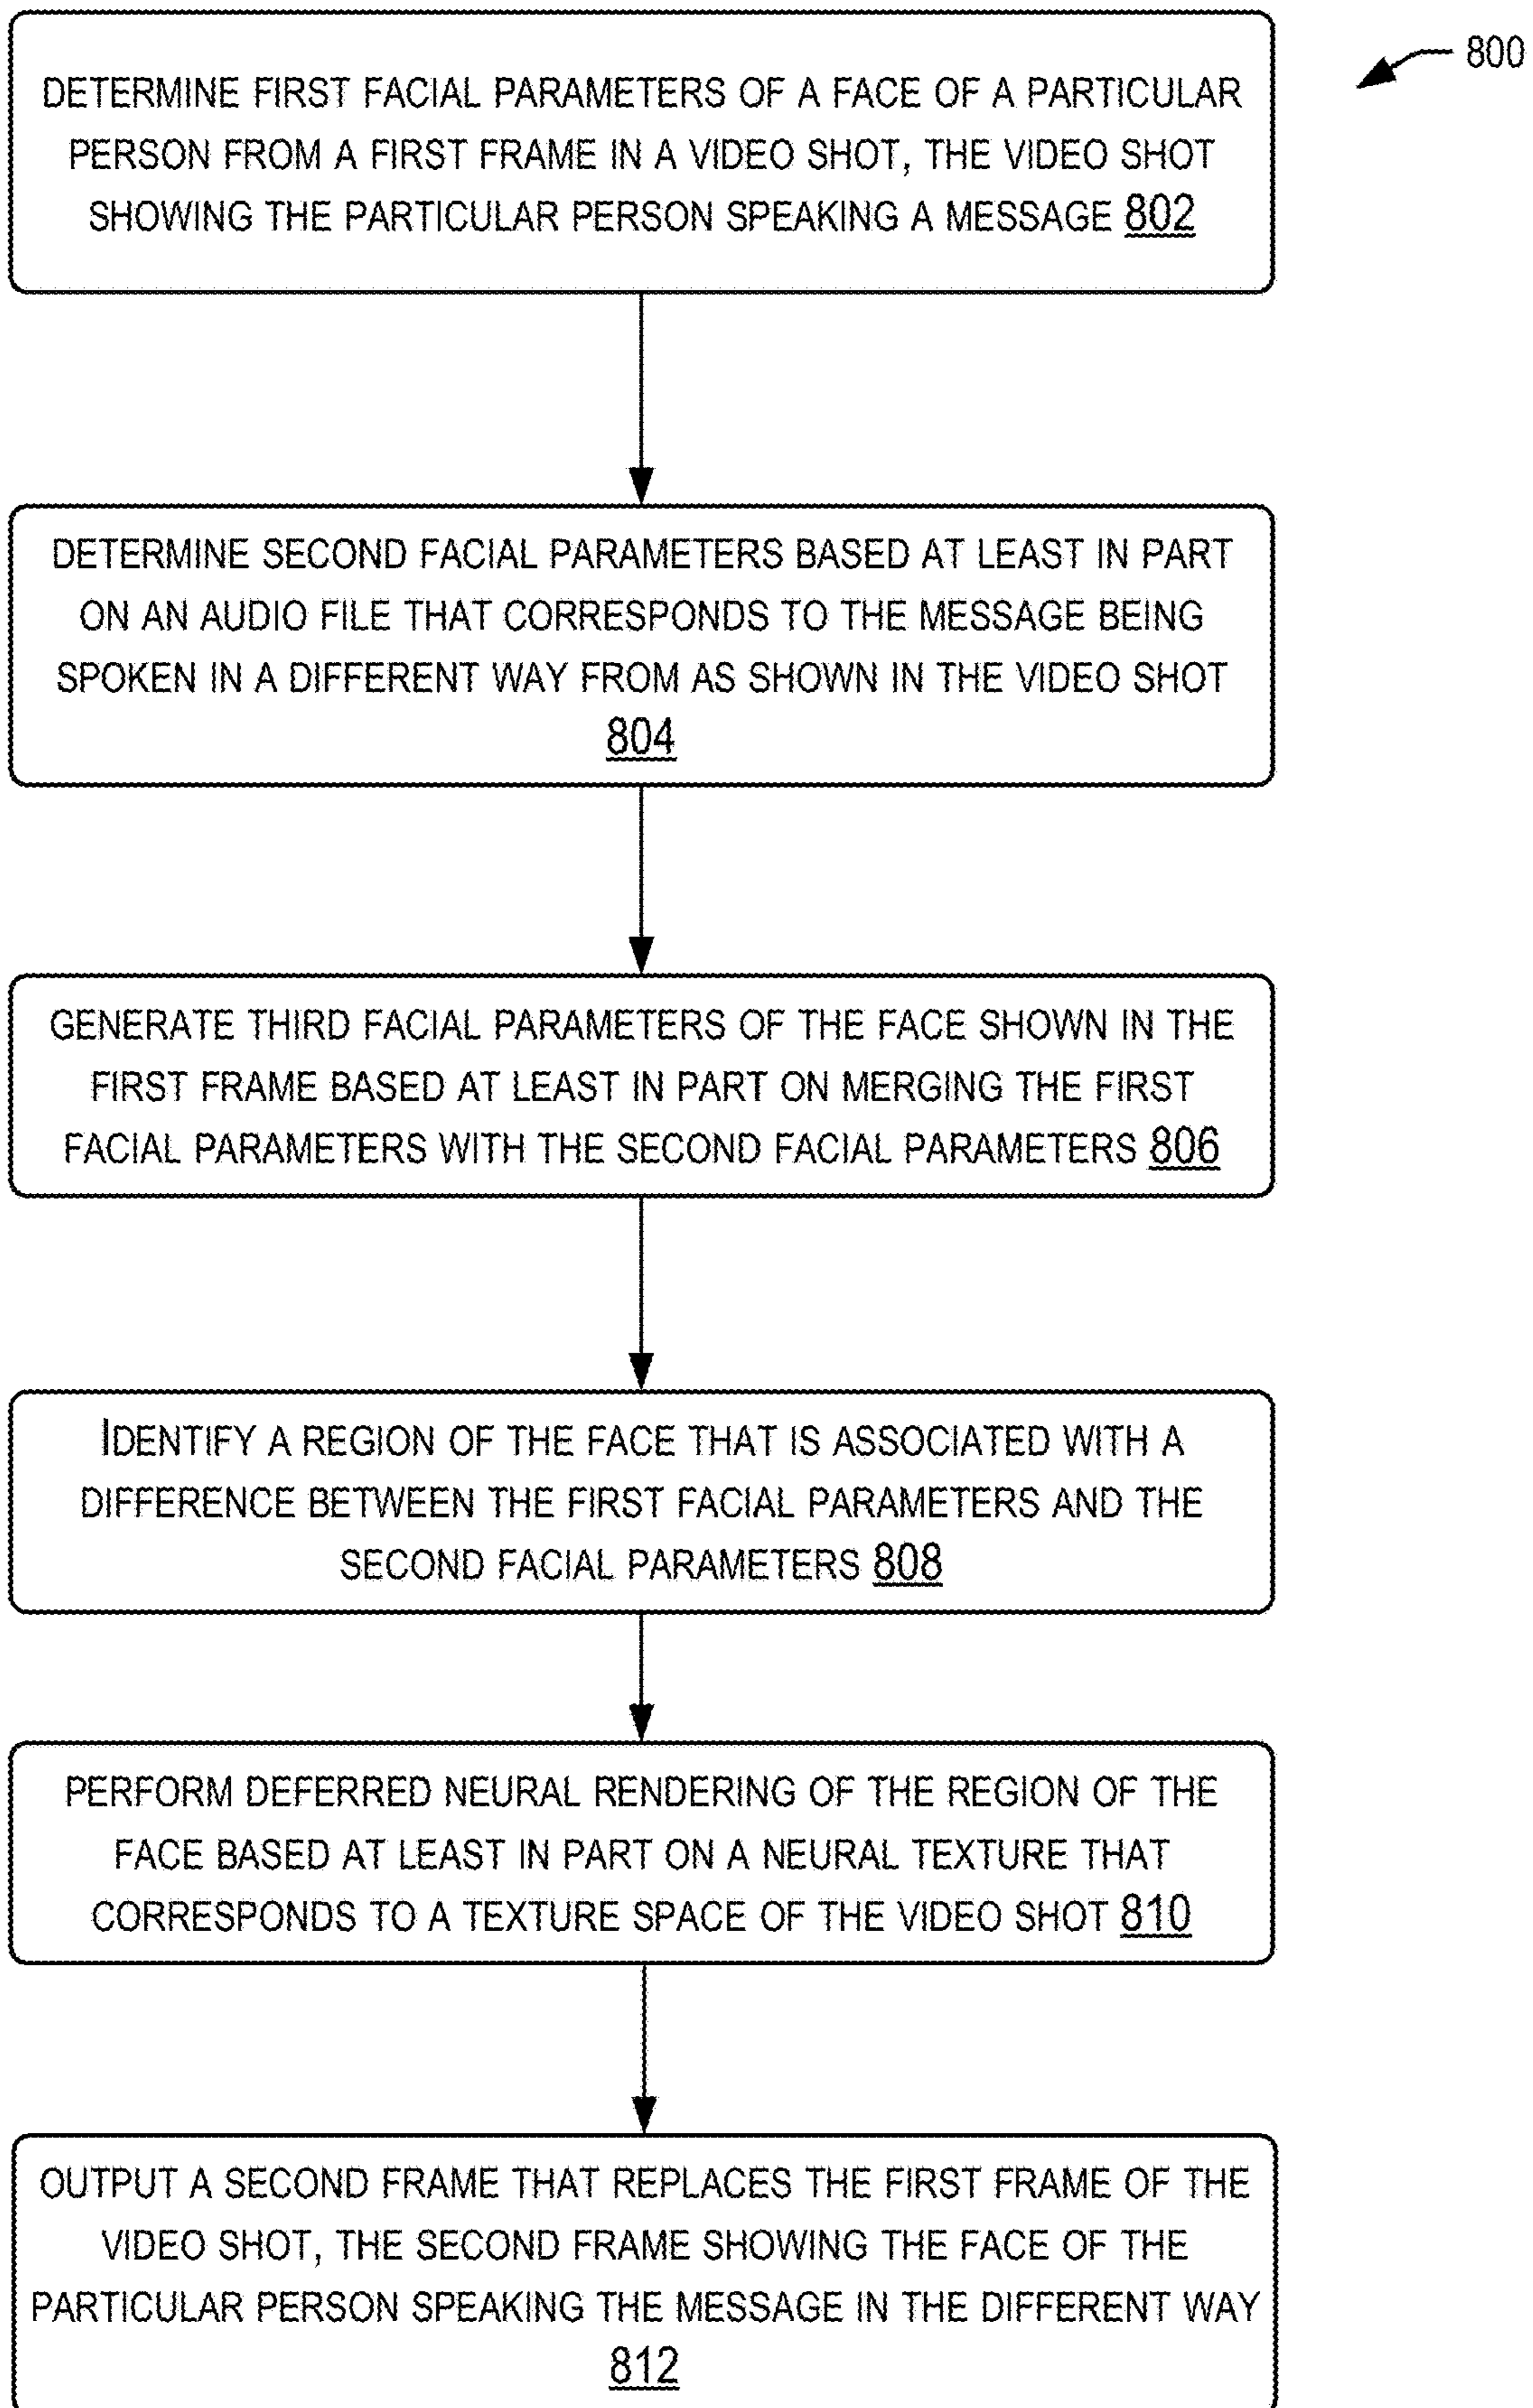 800
DETERMINE FIRST FACIAL PARAMETERS OF A FACE OF A PARTICULAR
PERSON FROM A FIRST FRAME IN A VIDEO SHOT, THE VIDEO SHOT
SHOWING THE PARTICULAR PERSON SPEAKING A MESSAGE 802
DETERMINE SECOND FACIAL PARAMETERS BASED AT LEAST IN PART
ON AN AUDIO FILE THAT CORRESPONDS TO THE MESSAGE BEING
SPOKEN IN A DIFFERENT WAY FROM AS SHOWN IN THE VIDEO SHOT
804
GENERATE THIRD FACIAL PARAMETERS OF THE FACE SHOWN IN THE
FIRST FRAME BASED AT LEAST IN PART ON MERGING THE FIRST
FACIAL PARAMETERS WITH THE SECOND FACIAL PARAMETERS 806
IDENTIFY A REGION OF THE FACE THAT IS ASSOCIATED WITH A
DIFFERENCE BETWEEN THE FIRST FACIAL PARAMETERS AND THE
SECOND FACIAL PARAMETERS 808
PERFORM DEFERRED NEURAL RENDERING OF THE REGION OF THE
FACE BASED AT LEAST IN PART ON A NEURAL TEXTURE THAT
CORRESPONDS TO A TEXTURE SPACE OF THE VIDEO SHOT 810
OUTPUT A SECOND FRAME THAT REPLACES THE FIRST FRAME OF THE
VIDEO SHOT, THE SECOND FRAME SHOWING THE FACE OF THE
PARTICULAR PERSON SPEAKING THE MESSAGE IN THE DIFFERENT WAY
812